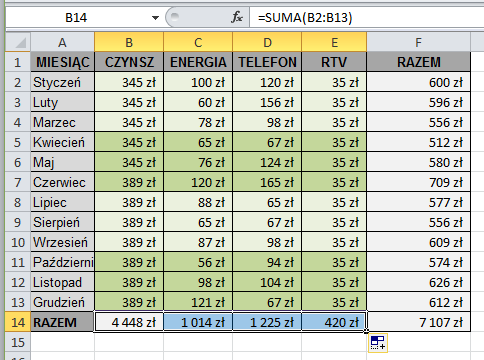 B14 fx =SUMA(B2:B13)
A B C D E F
1 MIESIĄC CZYNSZ ENERGIA TELEFON RTV RAZEM
2 Styczeń 345 zł 100 zł 120 zł 35 zł 600 zł
3 Luty 345 zł 60 zł 156 zł 35 zł 596 zł
4 Marzec 345 zł 78 zł 98 zł 35 zł 556 zł
5 Kwiecień 345 zł 65 zł 67 zł 35 zł 512 zł
6 Maj 345 zł 76 zł 124 zł 35 zł 580 zł
7 Czerwiec 389 zł 120 zł 165 zł 35 zł 709 zł
8 Lipiec 389 zł 88 zł 65 zł 35 zł 577 zł
9 Sierpień 389 zł 65 zł 67 zł 35 zł 556 zł
10 Wrzesień 389 zł 87 zł 98 zł 35 zł 609 zł
11 Październi 389 zł 56 zł 94 zł 35 zł 574 zł
12 Listopad 389 zł 98 zł 104 zł 35 zł 626 zł
13 Grudzień 389 zł 121 zł 67 zł 35 zł 612 zł
14 RAZEM 4 448 zł 1 014 zł 1 225 zł 420 zł 7 107 zł
15